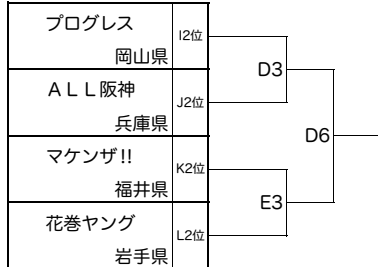 プログレス
岡山県
I2位
D3
ＡＬＬ阪神
兵庫県
J2位
D6
マケンザ!!
福井県
K2位
E3
花巻ヤング
岩手県
L2位